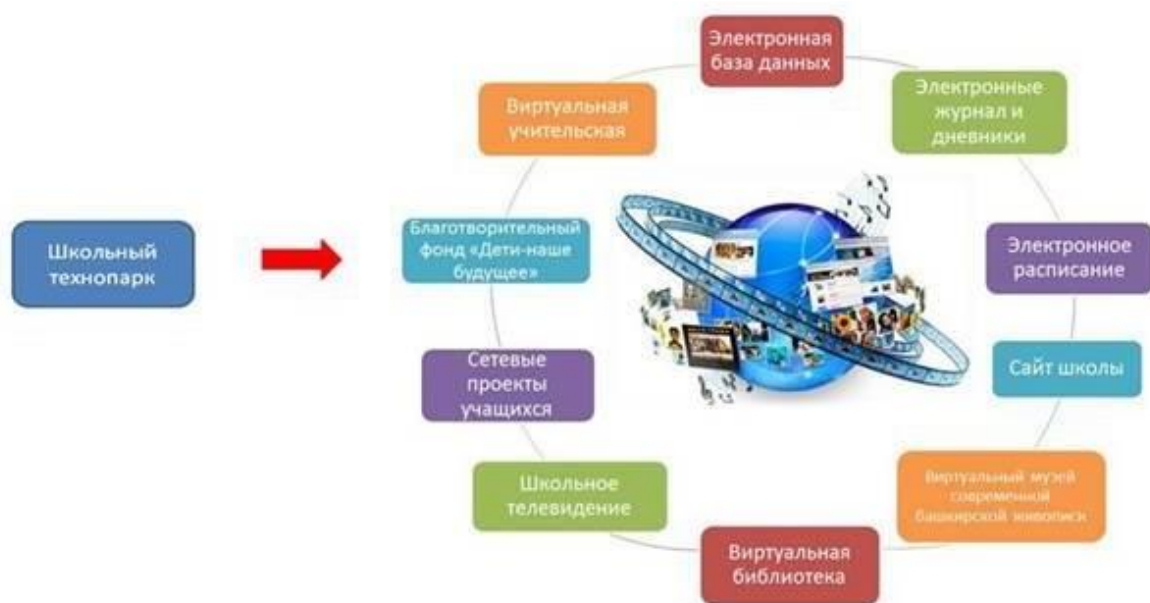 Школьный
технопарк
Электронная
база данных
Электронные
журнал и
дневники
Электронное
расписание
Сайт школы
Виртуальный музей
современной
башкирской живописи
Виртуальная
библиотека
Школьное
телевидение
Сетевые
проекты
учащихся
Благотворительный
фонд «Дети-наше
будущее»
Виртуальная
учительская